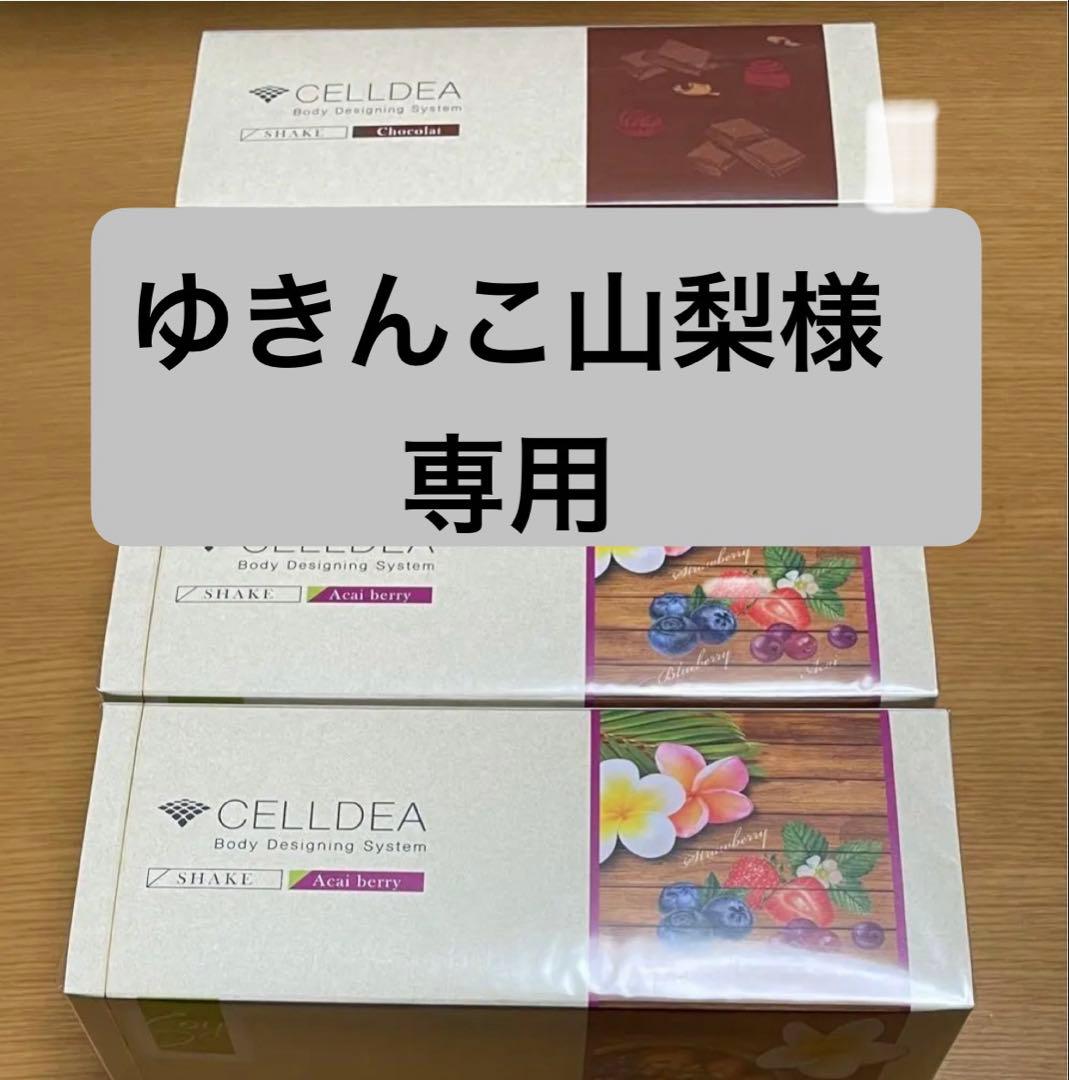 CELLDEA
Body Designing System
SHAKE Chocolat
ゆきんこ山梨様
専用
CELLDEA
Body Designing System
SHAKE Acai berry
Strawberry
Blueberry
Acai
CELLDEA
Body Designing System
SHAKE Acai berry
Strawberry